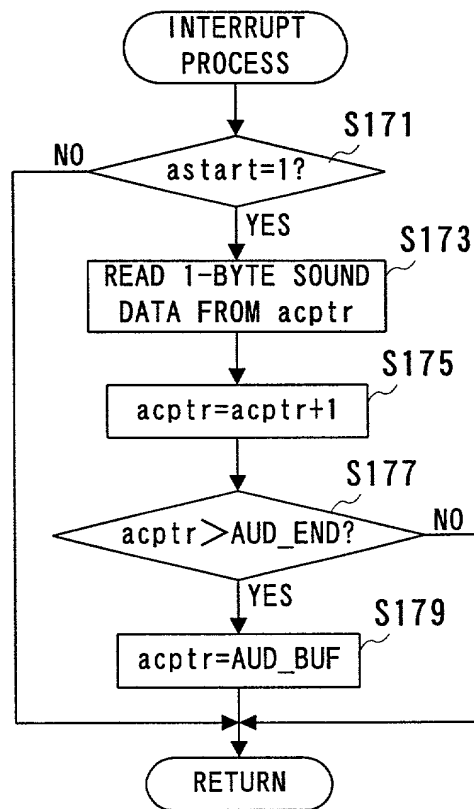 INTERRUPT
PROCESS
S171
NO
astart=1?
YES
S173
READ 1-BYTE SOUND
DATA FROM acptr
S175
acptr=acptr+1
S177
acptr>AUD_END?
NO
YES
S179
acptr=AUD_BUF
RETURN